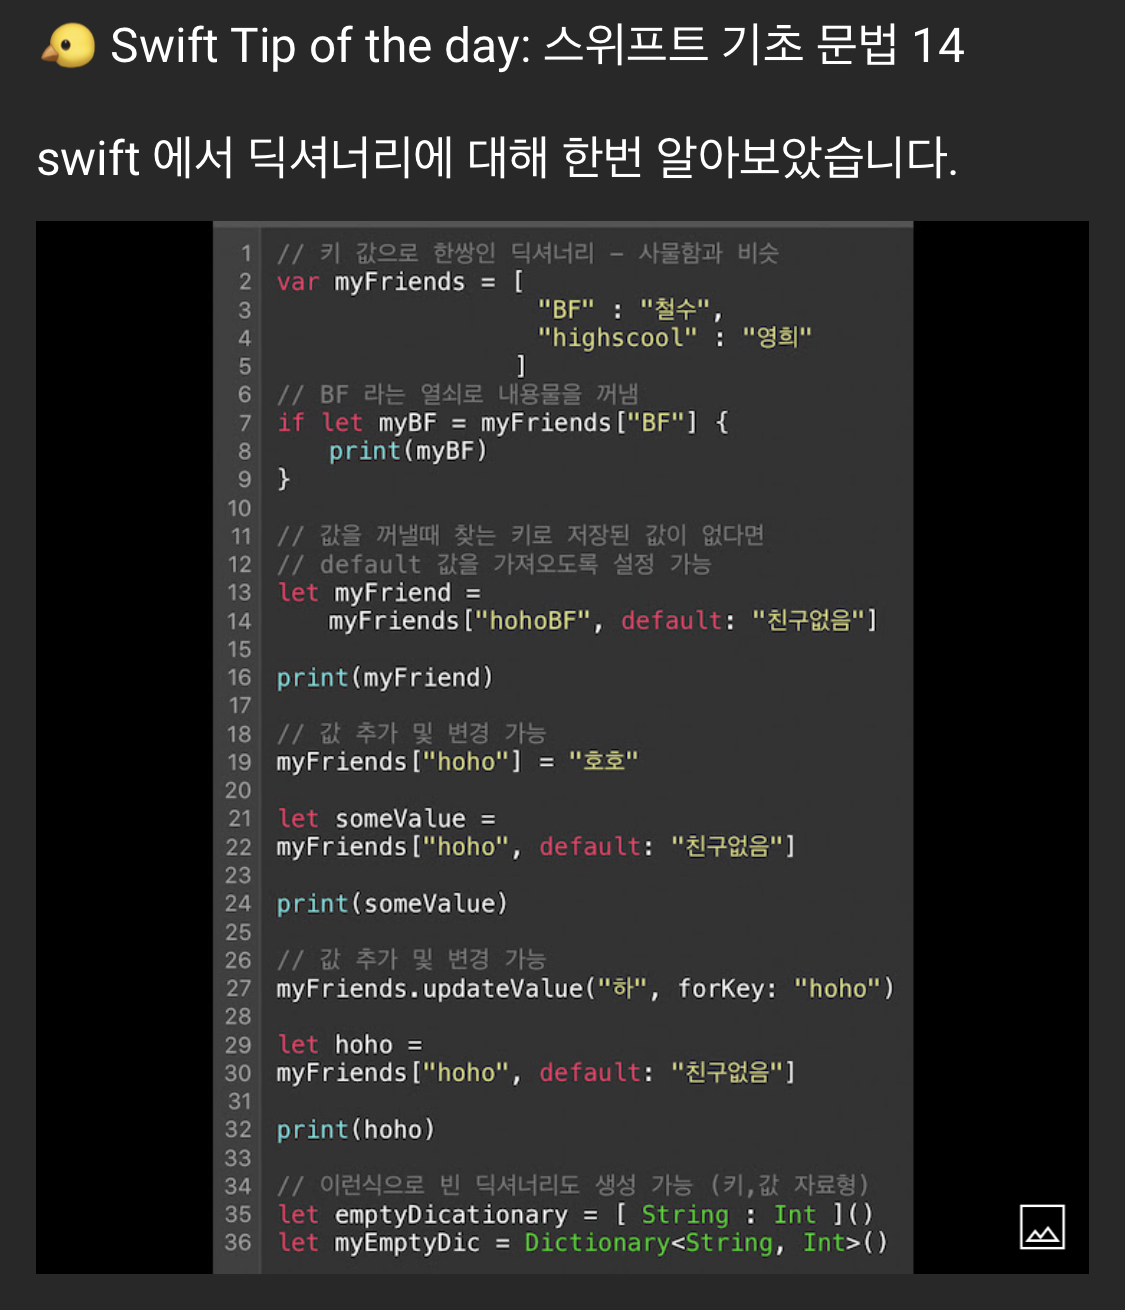 🐤 Swift Tip of the day: 스위프트 기초 문법 14
swift 에서 딕셔너리에 대해 한번 알아보았습니다.
1 // 키 값으로 한쌍인 딕셔너리 – 사물함과 비슷
2 var myFriends = [
3 "BF" : "철수",
4 "highscool" : "영희"
5 ]
6 // BF 라는 열쇠로 내용물을 꺼냄
7 if let myBF = myFriends["BF"] {
8 print(myBF)
9 }
10
11 // 값을 꺼낼때 찾는 키로 저장된 값이 없다면
12 // default 값을 가져오도록 설정 가능
13 let myFriend =
14 myFriends["hohoBF", default: "친구없음"]
15
16 print(myFriend)
17
18 // 값 추가 및 변경 가능
19 myFriends["hoho"] = "호호"
20
21 let someValue =
22 myFriends["hoho", default: "친구없음"]
23
24 print(someValue)
25
26 // 값 추가 및 변경 가능
27 myFriends.updateValue("하", forKey: "hoho")
28
29 let hoho =
30 myFriends["hoho", default: "친구없음"]
31
32 print(hoho)
33
34 // 이런식으로 빈 딕셔너리도 생성 가능 (키,값 자료형)
35 let emptyDicationary = [ String : Int ]()
36 let myEmptyDic = Dictionary<String, Int>()